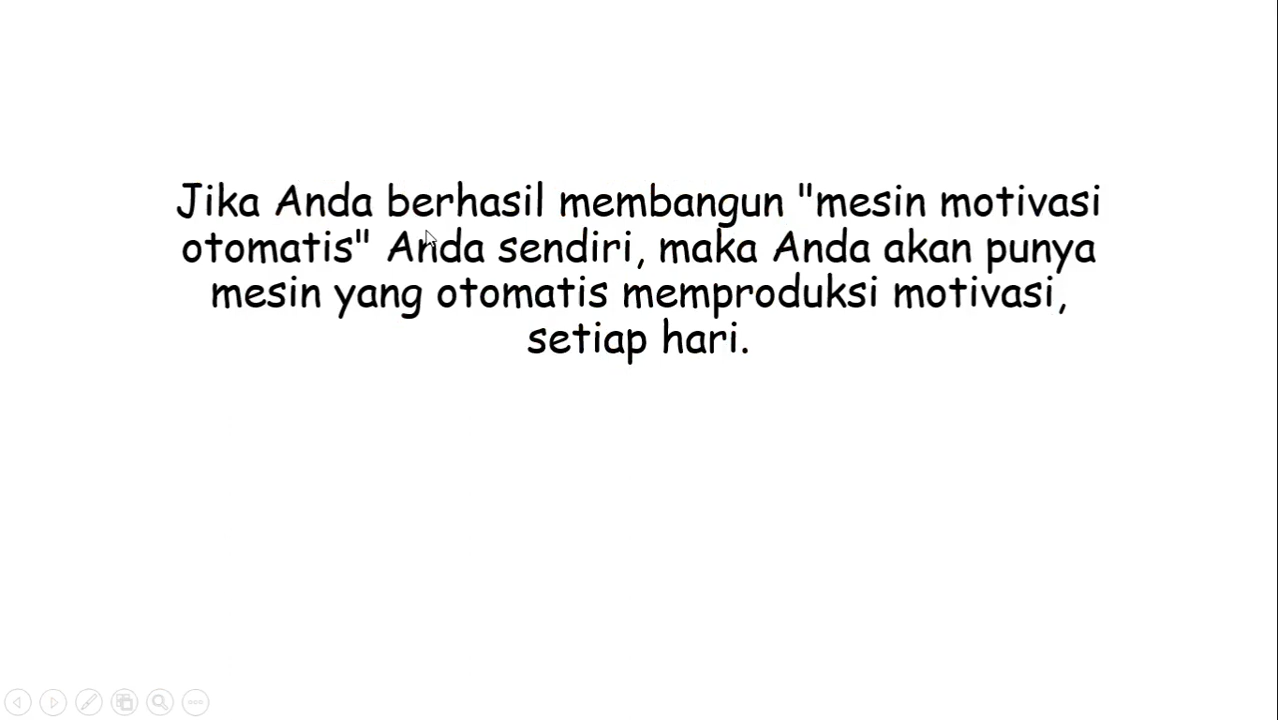 Jika Anda berhasil membangun "mesin motivasi
otomatis" Anda sendiri, maka Anda akan punya
mesin yang otomatis memproduksi motivasi,
setiap hari.